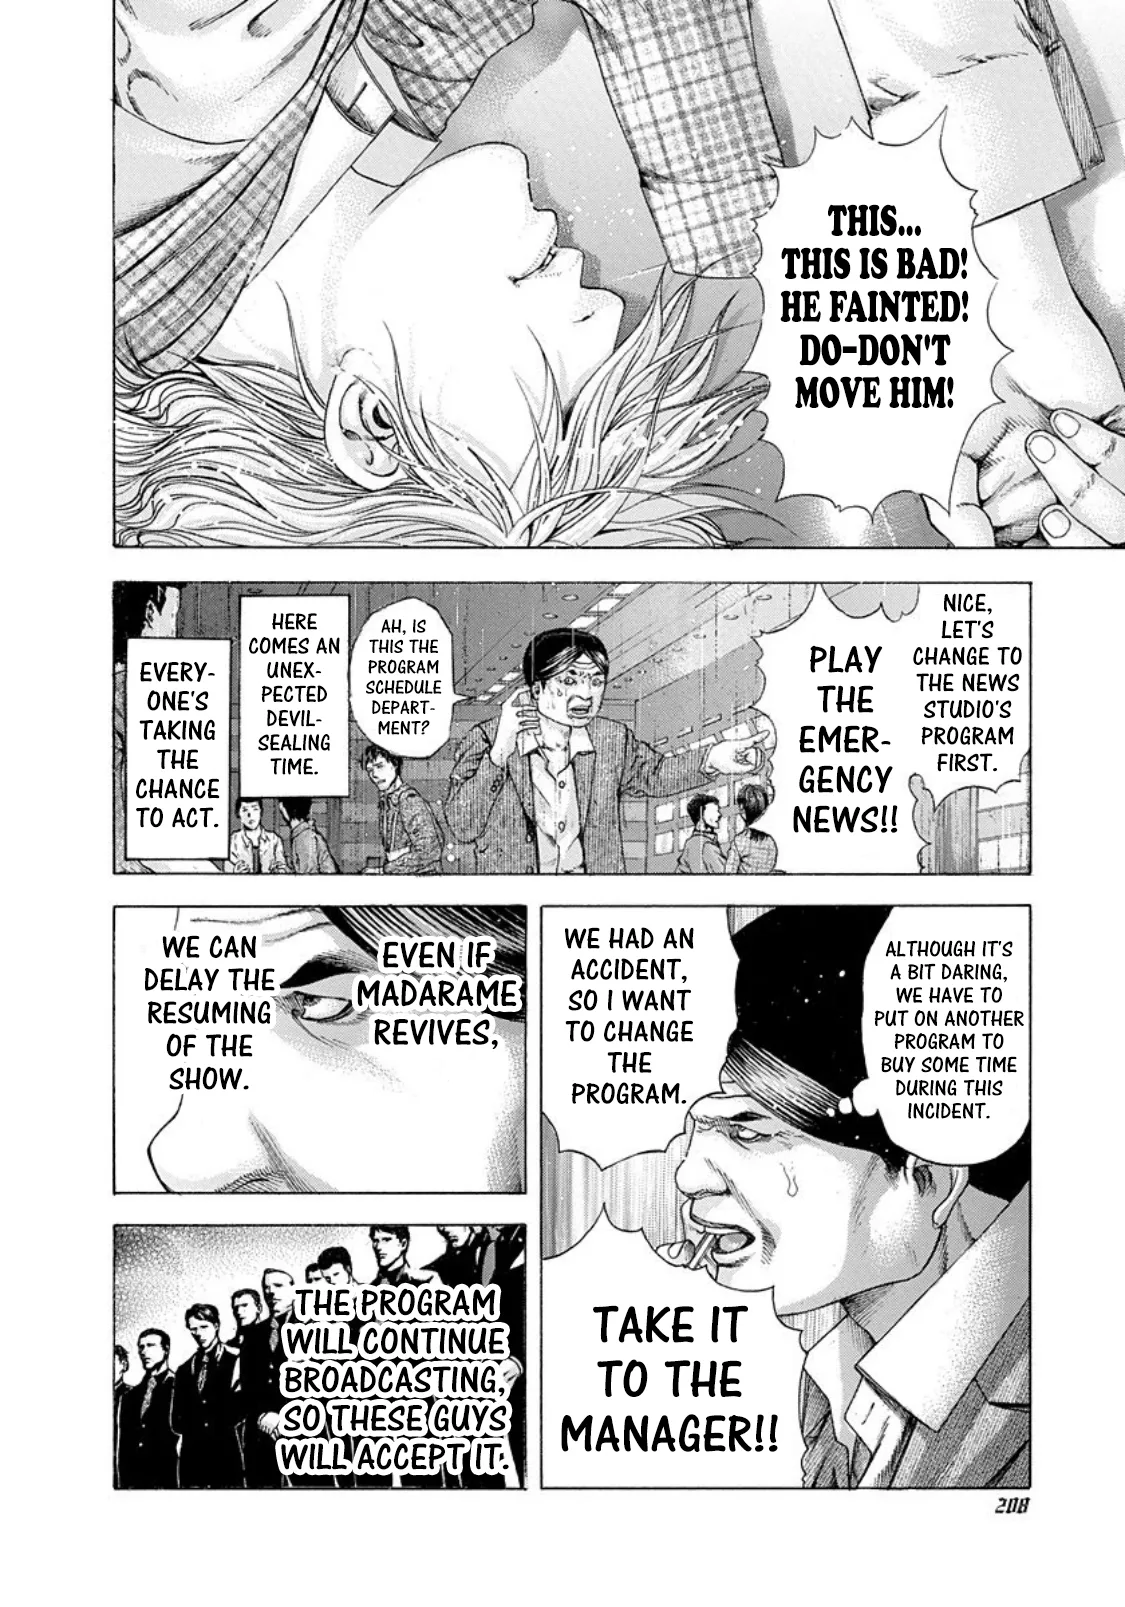 THIS...
THIS IS BAD!
HE FAINTED!
DO-DON'T
MOVE HIM!
NICE,
LET'S
CHANGE TO
THE NEWS
STUDIO'S
PROGRAM
FIRST.
PLAY
THE
EMER-
GENCY
NEWS!!
AH, IS
THIS THE
PROGRAM
SCHEDULE
DEPART-
MENT?
HERE
COMES AN
UNEX-
PECTED
DEVIL-
SEALING
TIME.
EVERY-
ONE'S
TAKING
THE
CHANCE
TO ACT.
ALTHOUGH IT'S
A BIT DARING,
WE HAVE TO
PUT ON ANOTHER
PROGRAM TO
BUY SOME TIME
DURING THIS
INCIDENT.
WE HAD AN
ACCIDENT,
SO I WANT
TO CHANGE
THE
PROGRAM.
TAKE IT
TO THE
MANAGER!!
EVEN IF
MADARAME
REVIVES,
WE CAN
DELAY THE
RESUMING
OF THE
SHOW.
THE PROGRAM
WILL CONTINUE
BROADCASTING,
SO THESE GUYS
WILL ACCEPT IT.
208